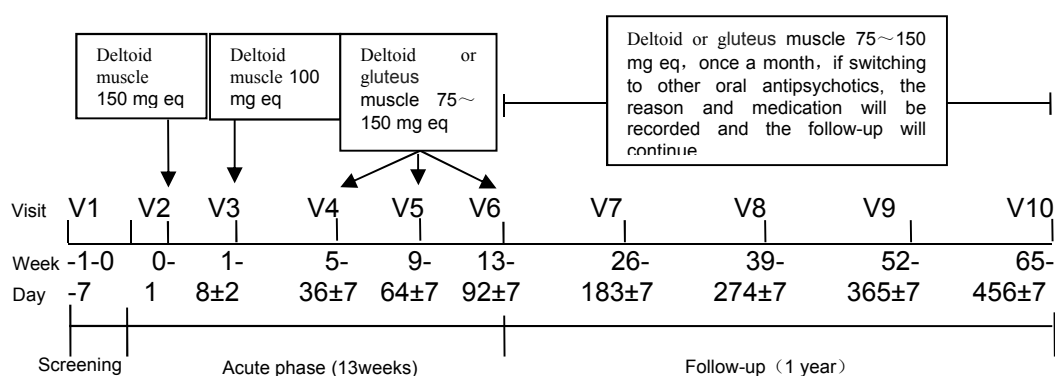 Deltoid
muscle
150 mg eq
Deltoid
muscle 100
mg eq
Deltoid or
gluteus
muscle 75～
150 mg eq
Deltoid or gluteus muscle 75～150
mg eq，once a month，if switching
to other oral antipsychotics, the
reason and medication will be
recorded and the follow-up will
continue
Visit V1 V2 V3 V4 V5 V6 V7 V8 V9 V10
Week -1-0 0- 1- 5- 9- 13- 26- 39- 52- 65-
Day -7 1 8±2 36±7 64±7 92±7 183±7 274±7 365±7 456±7
Screening Acute phase (13weeks) Follow-up（1 year）